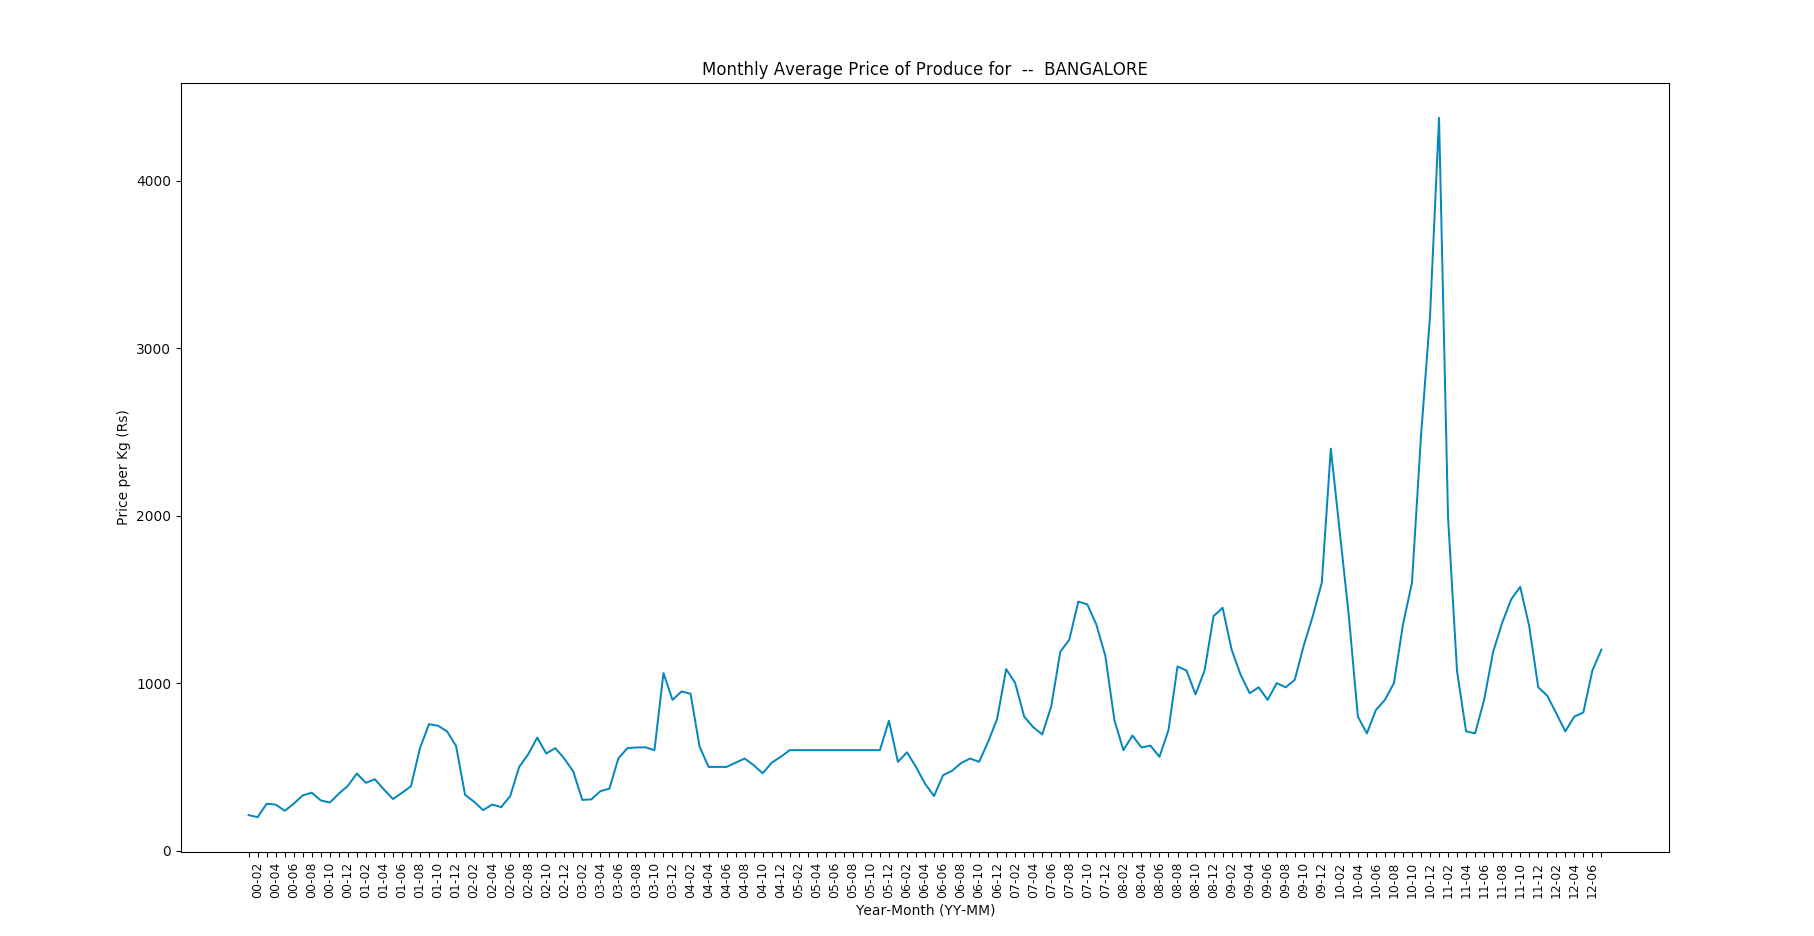 Monthly Average Price of Produce for  --  BANGALORE
Price per Kg (Rs)
4000
3000
2000
1000
0
00-02 00-04 00-06 00-08 00-10 00-12 01-02 01-04 01-06 01-08 01-10 01-12 02-02 02-04 02-06 02-08 02-10 02-12 03-02 03-04 03-06 03-08 03-10 03-12 04-02 04-04 04-06 04-08 04-10 04-12 05-02 05-04 05-06 05-08 05-10 05-12 06-02 06-04 06-06 06-08 06-10 06-12 07-02 07-04 07-06 07-08 07-10 07-12 08-02 08-04 08-06 08-08 08-10 08-12 09-02 09-04 09-06 09-08 09-10 09-12 10-02 10-04 10-06 10-08 10-10 10-12 11-02 11-04 11-06 11-08 11-10 11-12 12-02 12-04 12-06
Year-Month (YY-MM)